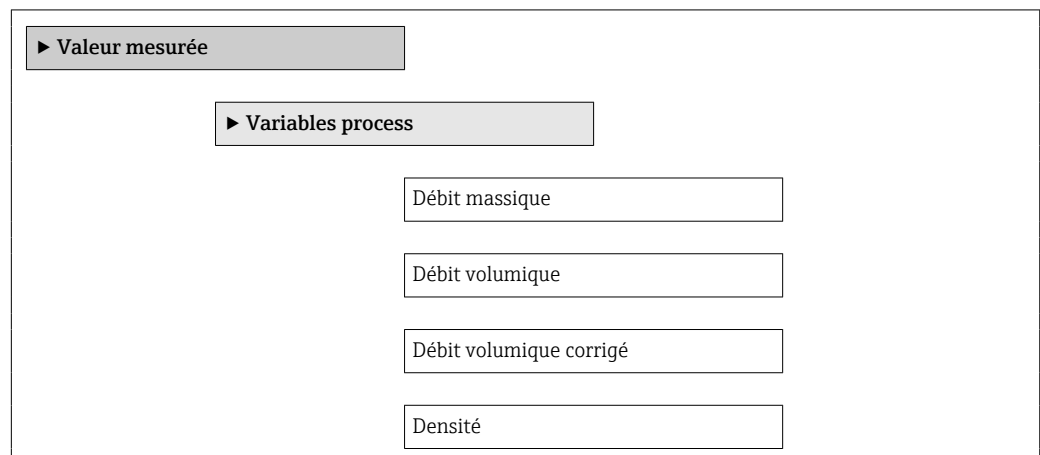 ▶ Valeur mesurée
▶ Variables process
Débit massique
Débit volumique
Débit volumique corrigé
Densité